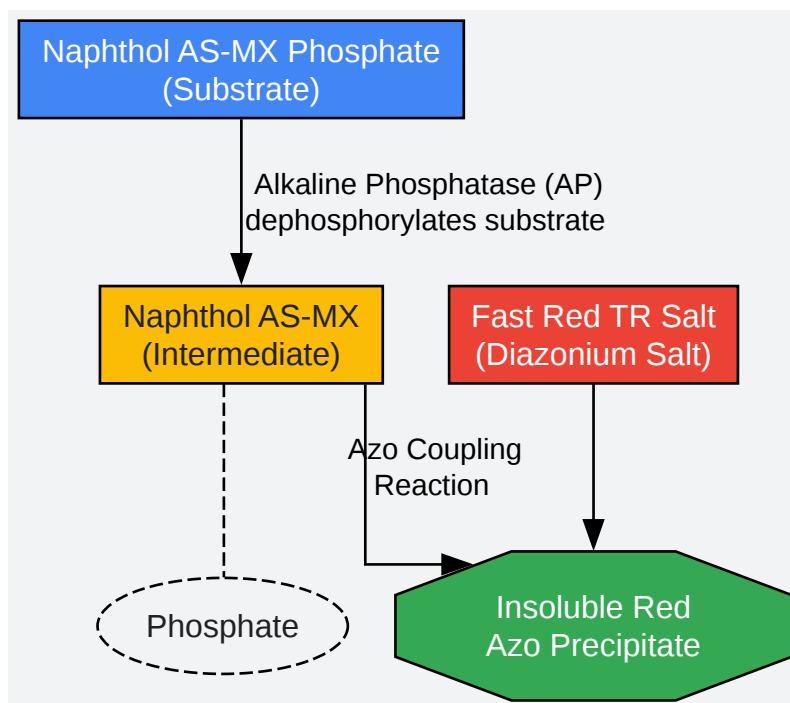 Naphthol AS-MX Phosphate
(Substrate)
Alkaline Phosphatase (AP)
dephosphorylates substrate
Naphthol AS-MX
(Intermediate)
Fast Red TR Salt
(Diazonium Salt)
Azo Coupling
Reaction
Phosphate
Insoluble Red
Azo Precipitate